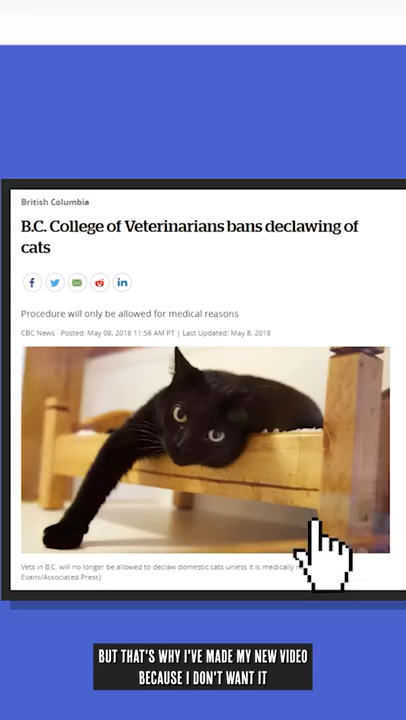 British Columbia
B.C. College of Veterinarians bans declawing of
cats
Procedure will only be allowed for medical reasons
CBC News · Posted: May 08, 2018 11:58 AM PT | Last Updated: May 8, 2018
Vets in B.C. will no longer be allowed to declaw domestic cats unless it is medically
Evans/Associated Press)
BUT THAT'S WHY I'VE MADE MY NEW VIDEO
BECAUSE I DON'T WANT IT